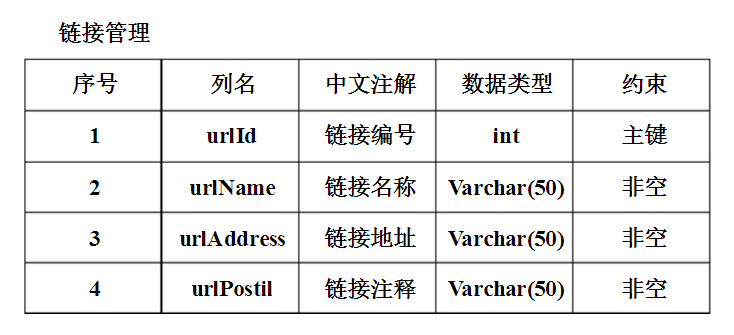 链接管理
序号 列名 中文注解 数据类型 约束
1 urlId 链接编号 int 主键
2 urlName 链接名称 Varchar(50) 非空
3 urlAddress 链接地址 Varchar(50) 非空
4 urlPostil 链接注释 Varchar(50) 非空